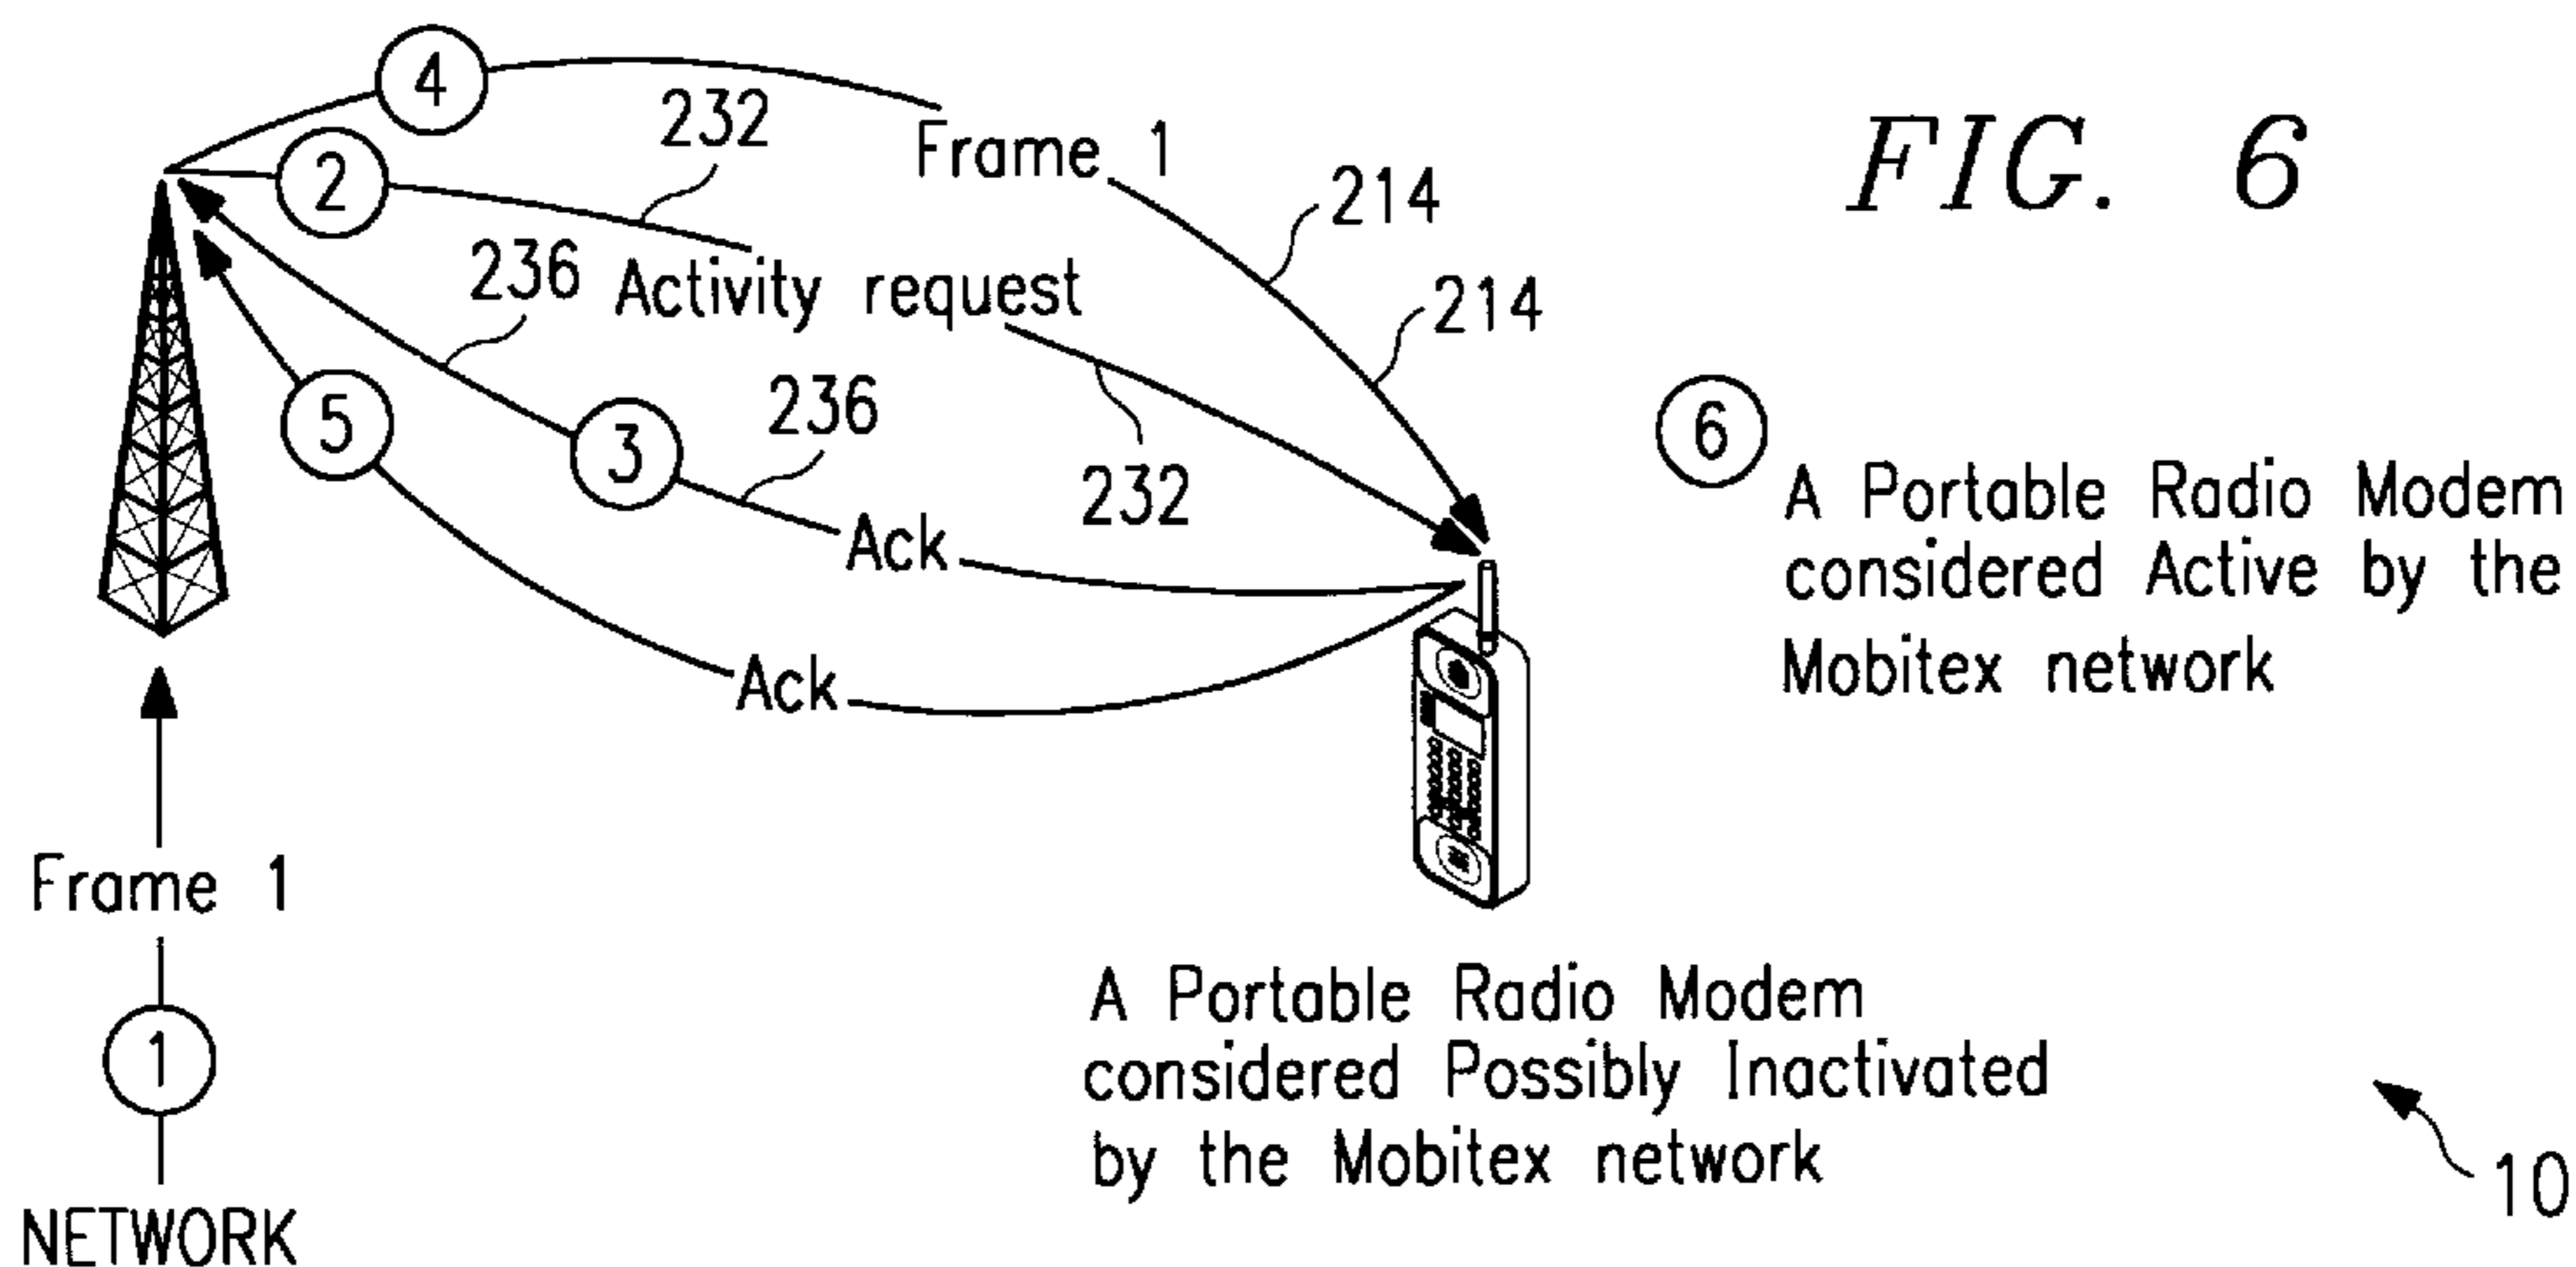 4
232
Frame 1
FIG. 6
2
214
236
Activity request
214
5
3
236
232
6
A Portable Radio Modem
considered Active by the
Mobitex network
Ack
Ack
Frame 1
1
NETWORK
A Portable Radio Modem
considered Possibly Inactivated
by the Mobitex network
10